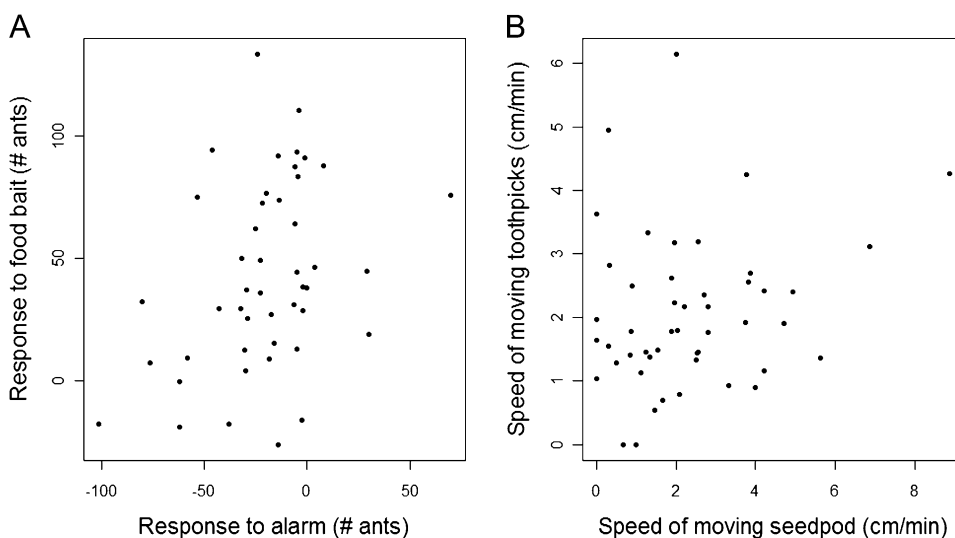 A
Response to food bait (# ants)
100
50
0
-100 -50 0 50
Response to alarm (# ants)
B
Speed of moving toothpicks (cm/min)
6
5
4
3
2
1
0
0 2 4 6 8
Speed of moving seedpod (cm/min)